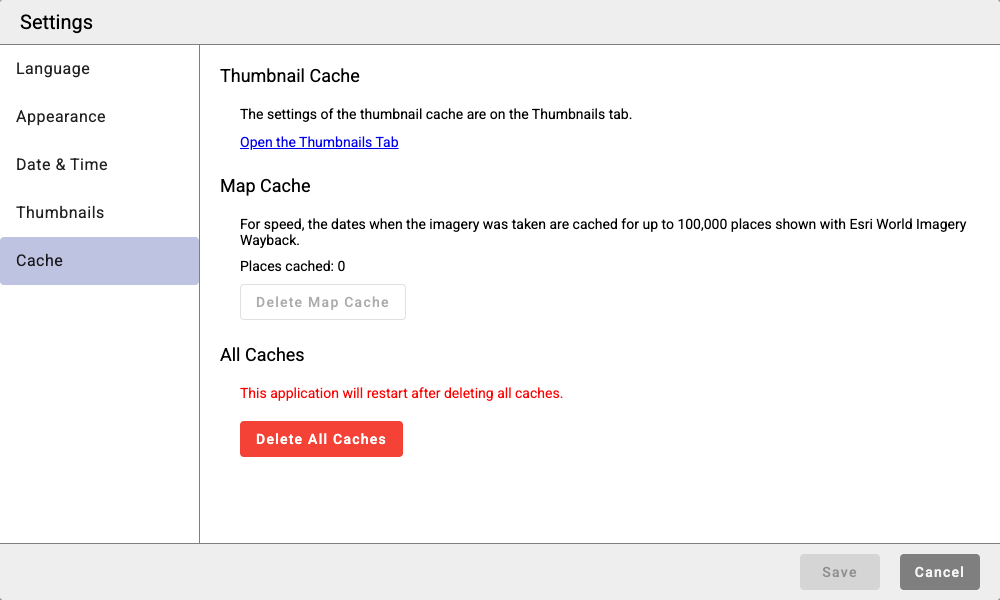 Settings
Language
Appearance
Date & Time
Thumbnails
Cache
Thumbnail Cache
The settings of the thumbnail cache are on the Thumbnails tab.
Open the Thumbnails Tab
Map Cache
For speed, the dates when the imagery was taken are cached for up to 100,000 places shown with Esri World Imagery
Wayback.
Places cached: 0
Delete Map Cache
All Caches
This application will restart after deleting all caches.
Delete All Caches
Save
Cancel